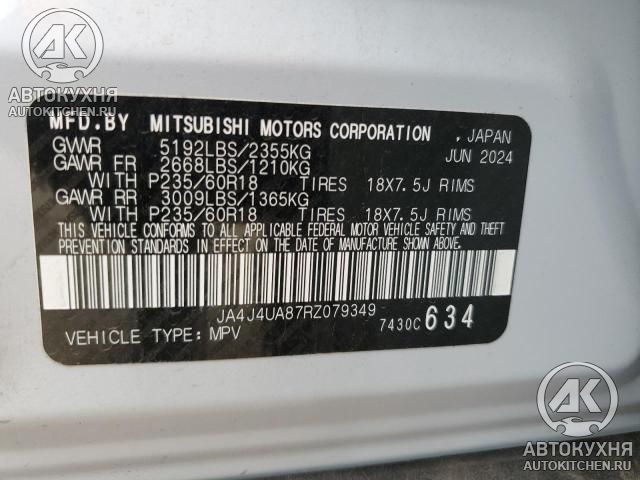 АВТОКУХНЯ
AUTOKITCHEN.RU
MFD.BY MITSUBISHI MOTORS CORPORATION , JAPAN
GVWR 5192LBS/2355KG JUN 2024
GAWR FR 2668LBS/1210KG
WITH P235/60R18 TIRES 18X7.5J RIMS
GAWR RR 3009LBS/1365KG
WITH P235/60R18 TIRES 18X7.5J RIMS
THIS VEHICLE CONFORMS TO ALL APPLICABLE FEDERAL MOTOR VEHICLE SAFETY AND THEFT
PREVENTION STANDARDS IN EFFECT ON THE DATE OF MANUFACTURE SHOWN ABOVE.
JA4J4UA87RZ079349
VEHICLE TYPE: MPV 7430C 634
АВТОКУХНЯ
AUTOKITCHEN.RU